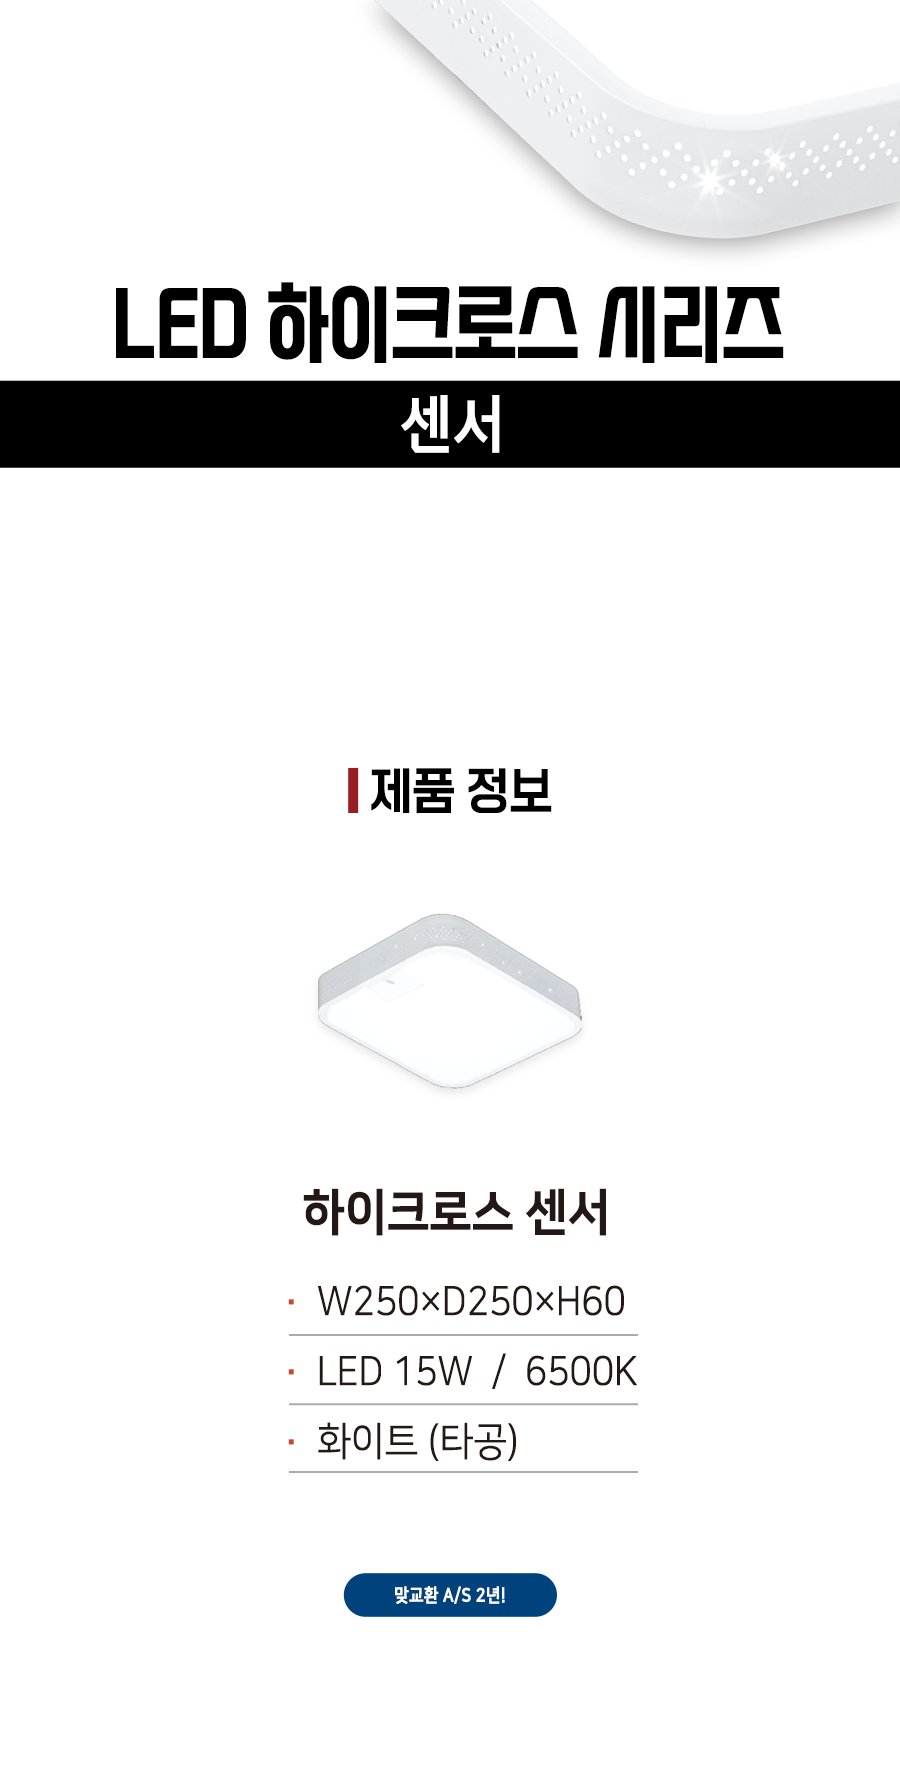 LED 하이크로스 시리즈
센서
제품 정보
하이크로스 센서
· W250×D250×H60
· LED 15W / 6500K
· 화이트 (타공)
맞교환 A/S 2년!